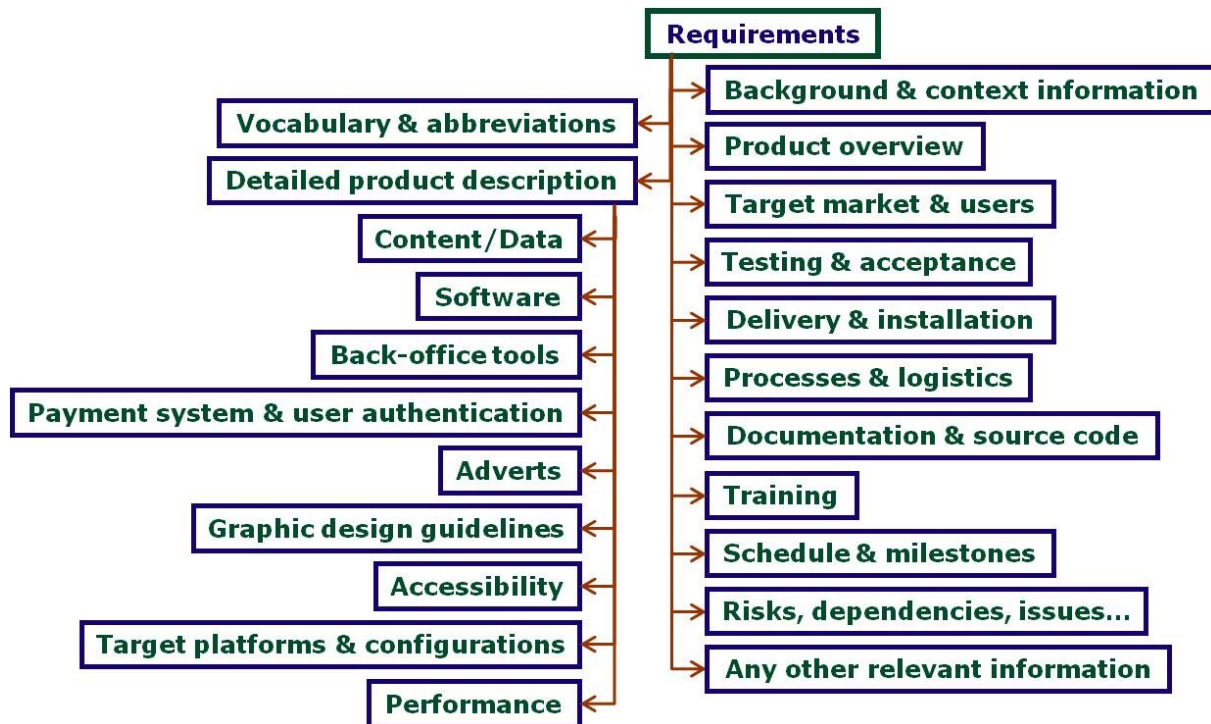 Requirements
Background & context information
Vocabulary & abbreviations
Product overview
Detailed product description
Target market & users
Content/Data
Testing & acceptance
Software
Delivery & installation
Back-office tools
Processes & logistics
Payment system & user authentication
Documentation & source code
Adverts
Training
Graphic design guidelines
Schedule & milestones
Accessibility
Risks, dependencies, issues...
Target platforms & configurations
Any other relevant information
Performance